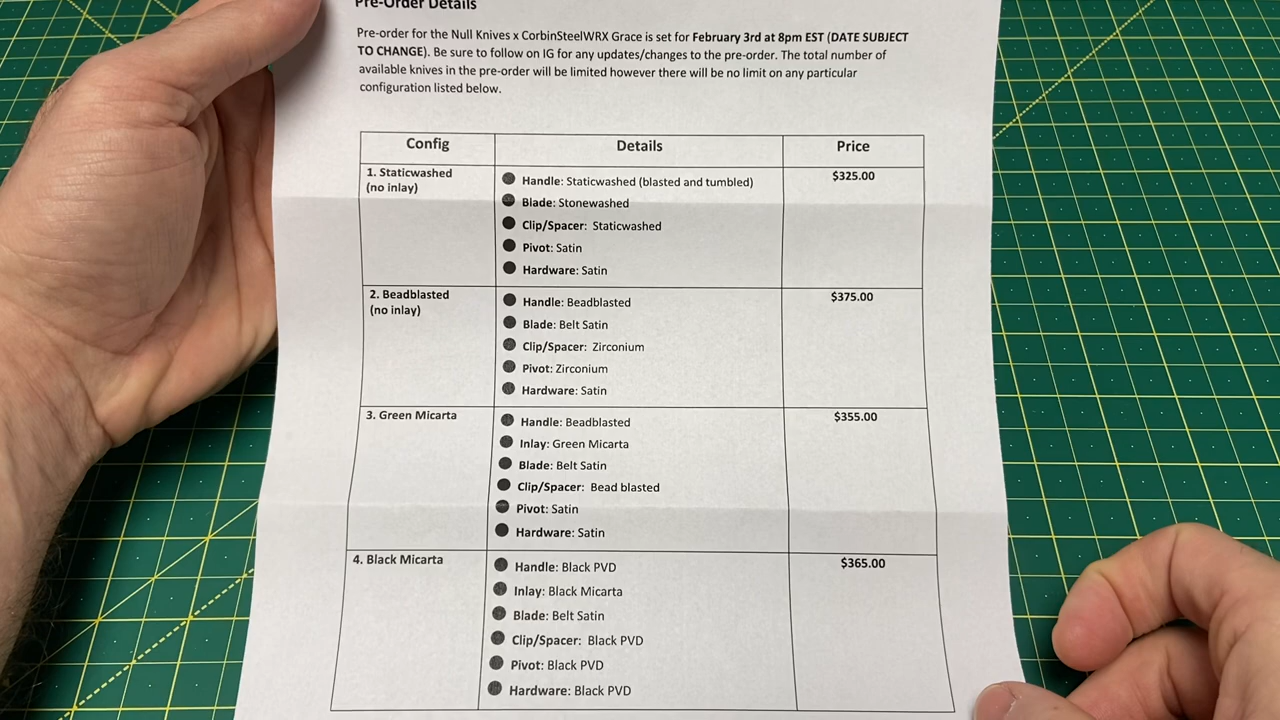 Pre-Order Details
Pre-order for the Null Knives x CorbinSteelWRX Grace is set for February 3rd at 8pm EST (DATE SUBJECT
TO CHANGE). Be sure to follow on IG for any updates/changes to the pre-order. The total number of
available knives in the pre-order will be limited however there will be no limit on any particular
configuration listed below.
Config Details Price
1. Staticwashed
(no inlay)
Handle: Staticwashed (blasted and tumbled)
Blade: Stonewashed
Clip/Spacer: Staticwashed
Pivot: Satin
Hardware: Satin
$325.00
2. Beadblasted
(no inlay)
Handle: Beadblasted
Blade: Belt Satin
Clip/Spacer: Zirconium
Pivot: Zirconium
Hardware: Satin
$375.00
3. Green Micarta
Handle: Beadblasted
Inlay: Green Micarta
Blade: Belt Satin
Clip/Spacer: Bead blasted
Pivot: Satin
Hardware: Satin
$355.00
4. Black Micarta
Handle: Black PVD
Inlay: Black Micarta
Blade: Belt Satin
Clip/Spacer: Black PVD
Pivot: Black PVD
Hardware: Black PVD
$365.00